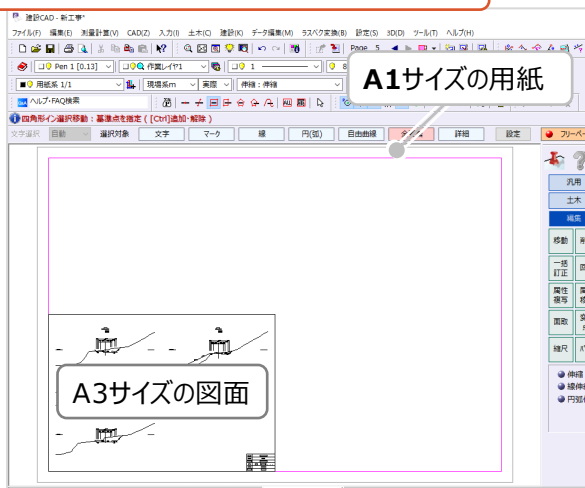 建設CAD - 新工事*
ファイル(F) 編集(E) 測量計算(V) CAD(Z) 入力(I) 土木(C) 建設(K) データ編集(M) ラスベク変換(B) 設定(S) 3D(D) ツール(T) ヘルプ(H)
Page 5
Pen 1 [0.13] 作業レイヤ1 1
用紙系 1/1 現場系m 実際 伸縮 : 伸縮
A1サイズの用紙
ヘルプ・FAQ検索
四角形イン選択移動 : 基準点を指定 ( [Ctrl]追加・解除 )
文字選択 自動 選択対象 文字 マーク 線 円(弧) 自由曲線 詳細 設定 フリーペー
汎用
土木
編集
移動
一括訂正
属性複写
面取
縮尺
伸縮
線伸
円弧
A3サイズの図面